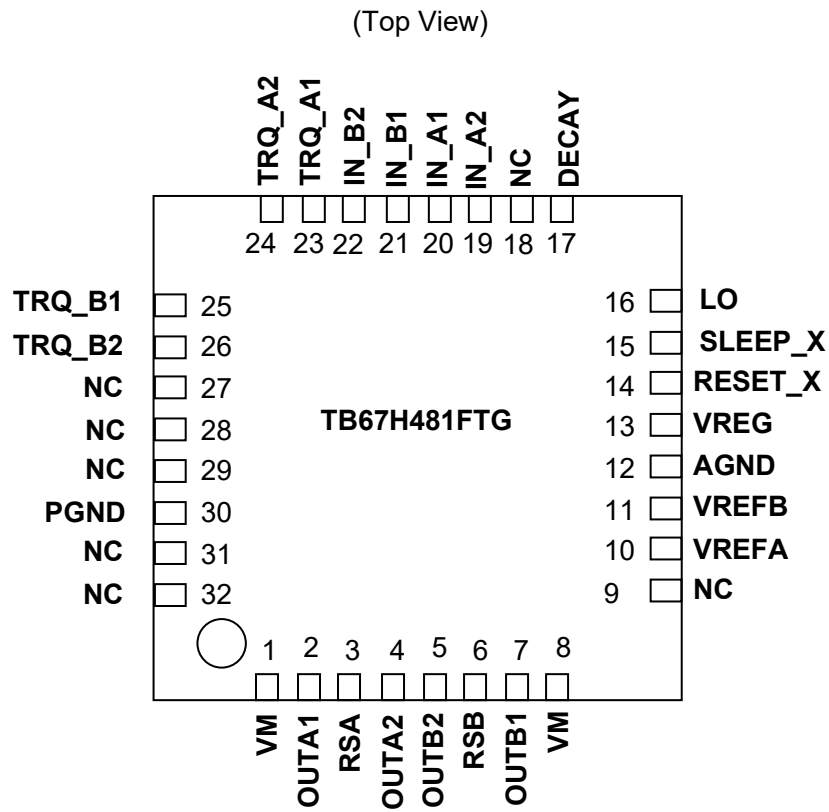 (Top View)
TRQ_A2
TRQ_A1
IN_B2
IN_B1
IN_A1
IN_A2
NC
DECAY
24 23 22 21 20 19 18 17
TRQ_B1 25
16 LO
TRQ_B2 26
15 SLEEP_X
NC 27
14 RESET_X
NC 28
TB67H481FTG
13 VREG
NC 29
12 AGND
PGND 30
11 VREFB
NC 31
10 VREFA
NC 32
9 NC
1 2 3 4 5 6 7 8
VM
OUTA1
RSA
OUTA2
OUTB2
RSB
OUTB1
VM